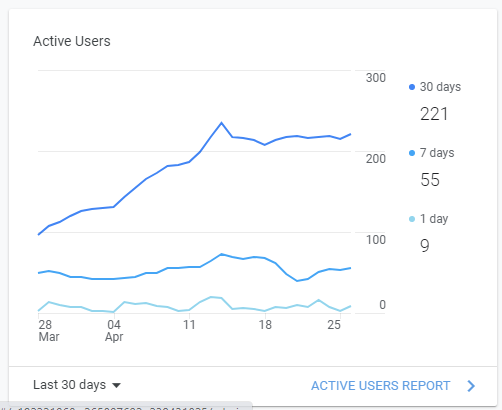 Active Users
300
200
100
0
30 days
221
7 days
55
1 day
9
28 04 11 18 25
Mar Apr
Last 30 days ACTIVE USERS REPORT